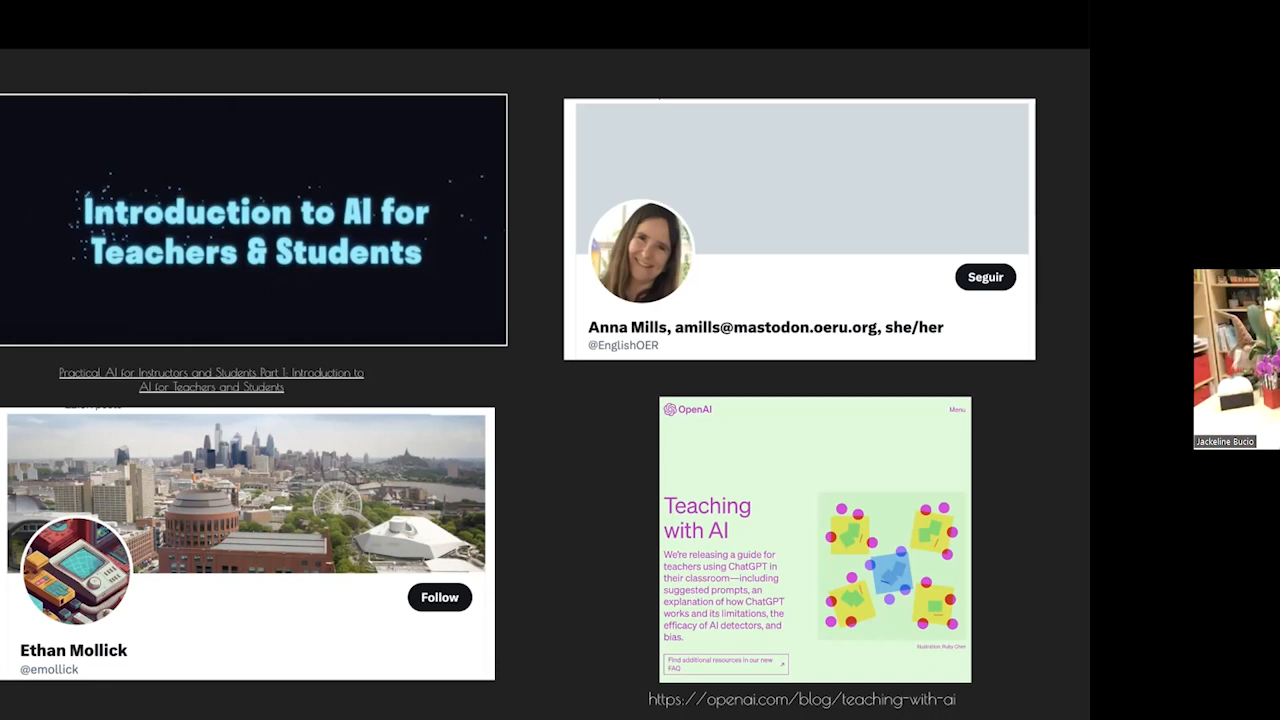 Introduction to AI for
Teachers & Students
Practical AI for Instructors and Students Part 1: Introduction to
AI for Teachers and Students
Seguir
Anna Mills, amills@mastodon.oeru.org, she/her
@EnglishOER
Follow
Ethan Mollick
@emollick
OpenAI
Menu
Teaching
with AI
We're releasing a guide for
teachers using ChatGPT in
their classroom—including
suggested prompts, an
explanation of how ChatGPT
works and its limitations, the
efficacy of AI detectors, and
bias.
Illustration: Ruby Chen
Find additional resources in our new
FAQ
https://openai.com/blog/teaching-with-ai
Jackeline Bucio